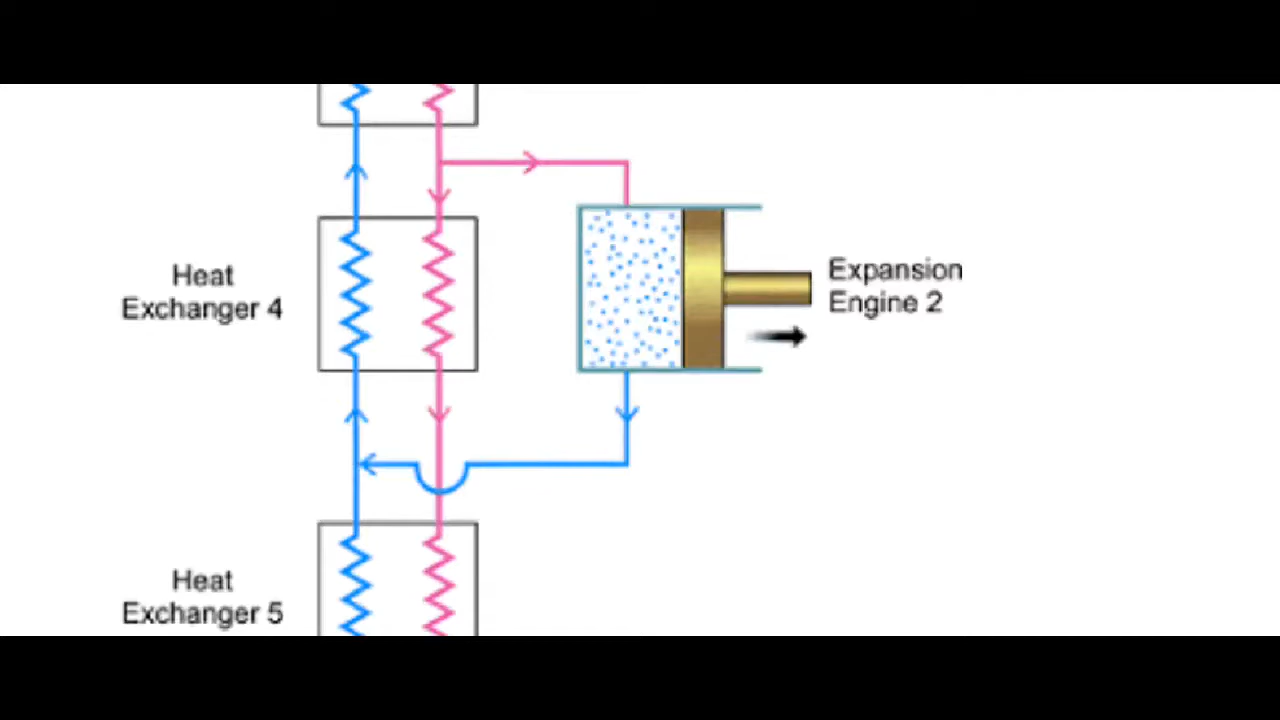 Heat
Exchanger 4
Expansion
Engine 2
Heat
Exchanger 5